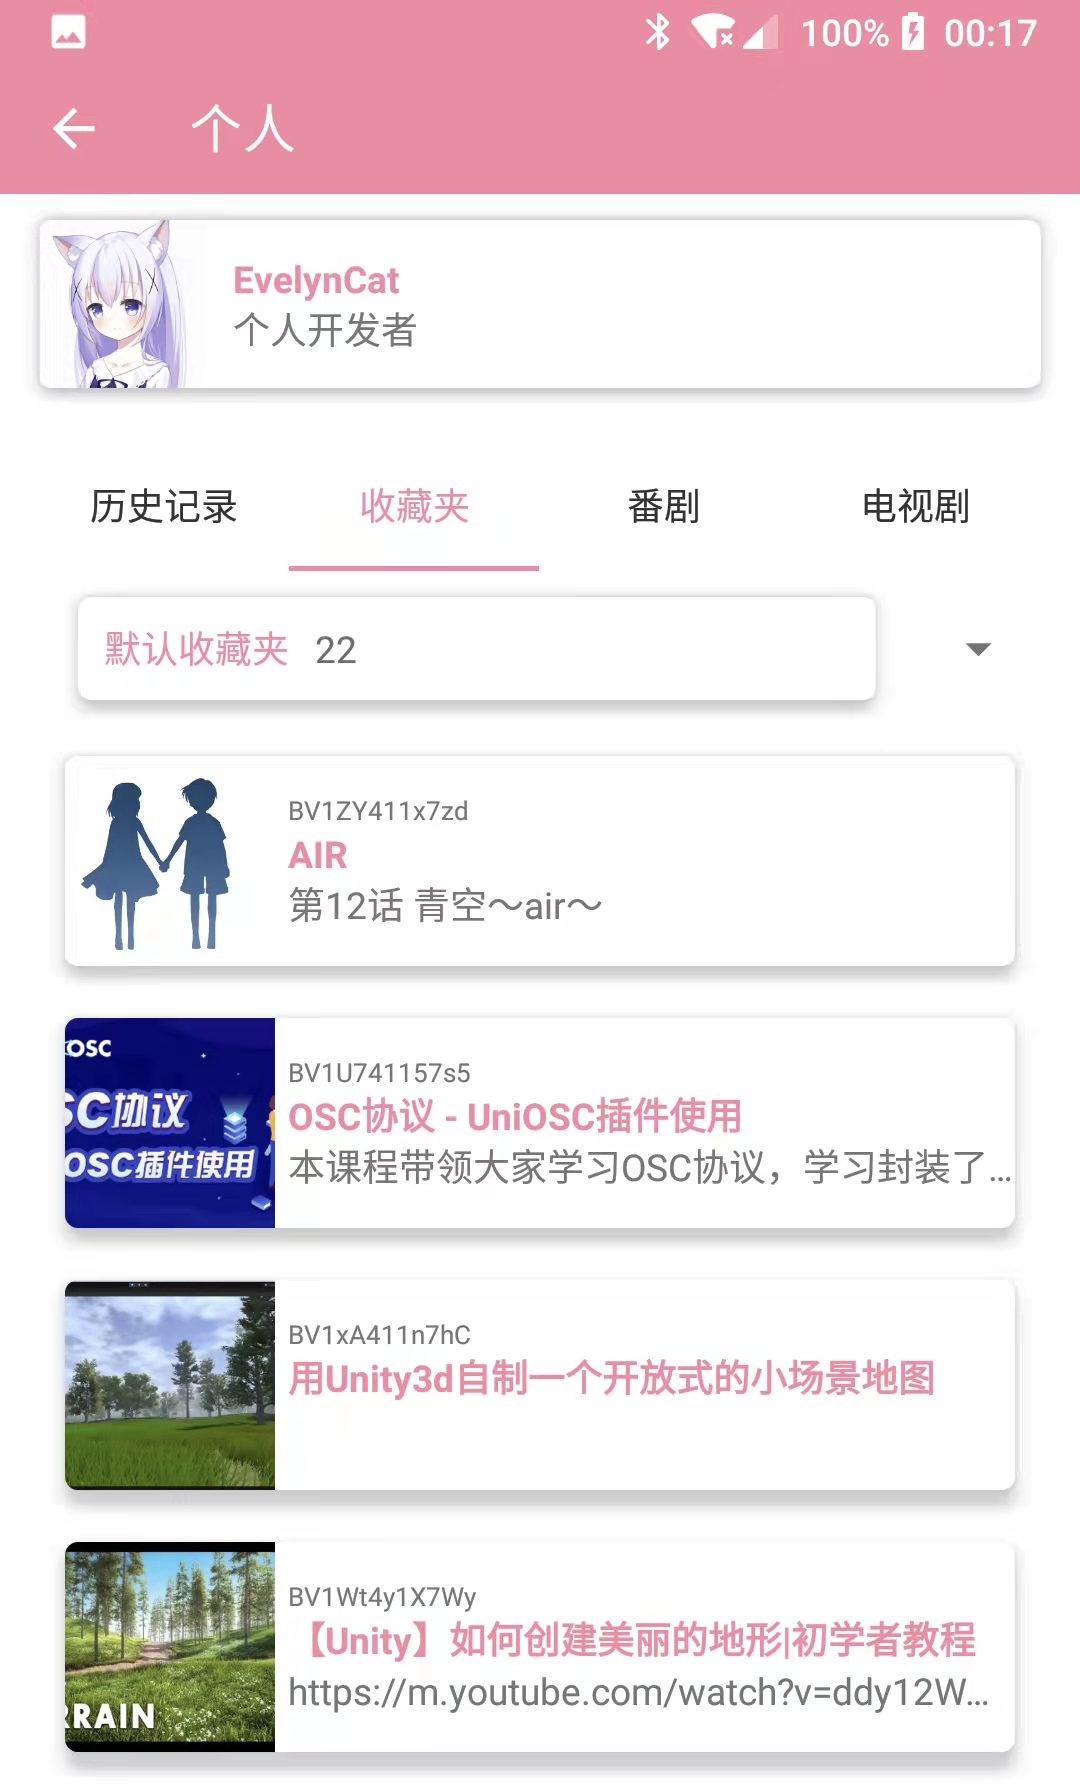 100% 00:17
个人
EvelynCat
个人开发者
历史记录 收藏夹 番剧 电视剧
默认收藏夹 22
BV1ZY411x7zd
AIR
第12话 青空～air～
OSC
SC协议
OSC插件使用
BV1U741157s5
OSC协议 - UniOSC插件使用
本课程带领大家学习OSC协议，学习封装了...
BV1xA411n7hC
用Unity3d自制一个开放式的小场景地图
RRAIN
BV1Wt4y1X7Wy
【Unity】如何创建美丽的地形|初学者教程
https://m.youtube.com/watch?v=ddy12W...